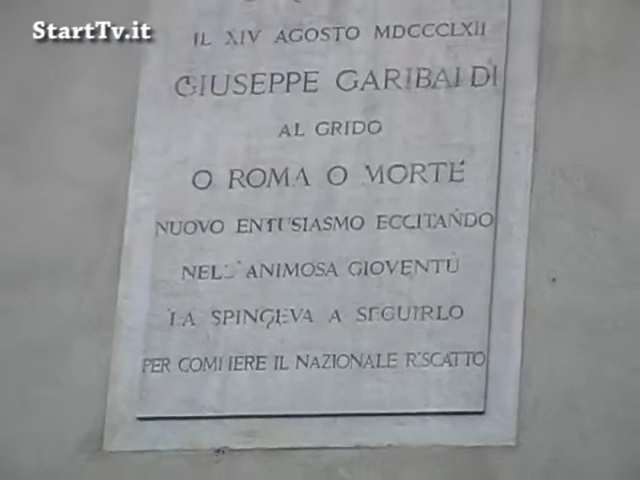 StartTv.it
IL XIV AGOSTO MDCCCLXII
GIUSEPPE GARIBALDI
AL GRIDO
O ROMA O MORTE
NUOVO ENTUSIASMO ECCITANDO
NELL'ANIMOSA GIOVENTÙ
LA SPINGEVA A SEGUIRLO
PER COMPIERE IL NAZIONALE RISCATTO